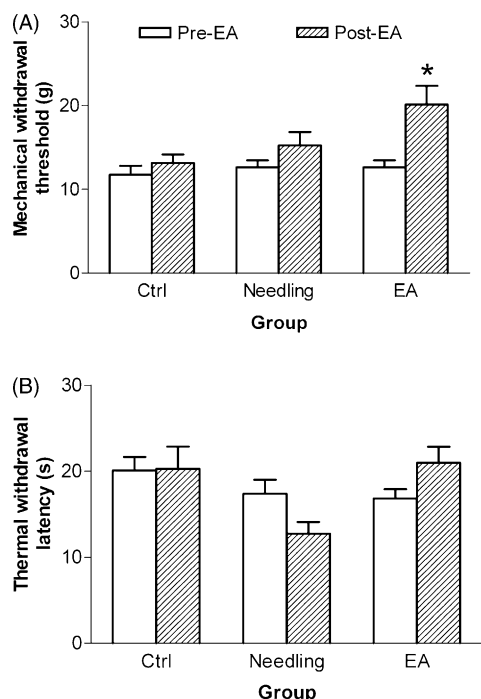 (A)
30
Pre-EA Post-EA
*
20
10
0
Mechanical withdrawal
threshold (g)
Ctrl Needling EA
Group
(B)
30
20
10
0
Thermal withdrawal
latency (s)
Ctrl Needling EA
Group